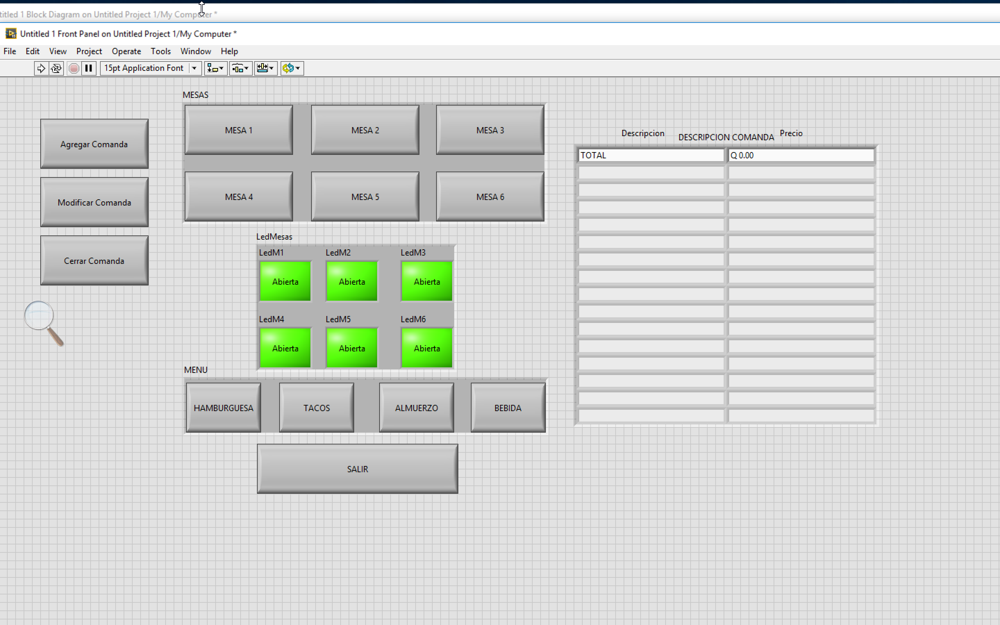 titled 1 Block Diagram on Untitled Project 1/My Computer *
Untitled 1 Front Panel on Untitled Project 1/My Computer *
File Edit View Project Operate Tools Window Help
15pt Application Font
MESAS
MESA 1 MESA 2 MESA 3
MESA 4 MESA 5 MESA 6
Agregar Comanda
Modificar Comanda
Cerrar Comanda
LedMesas
LedM1 LedM2 LedM3
Abierta Abierta Abierta
LedM4 LedM5 LedM6
Abierta Abierta Abierta
MENU
HAMBURGUESA TACOS ALMUERZO BEBIDA
SALIR
Descripcion DESCRIPCION COMANDA Precio
TOTAL Q 0.00